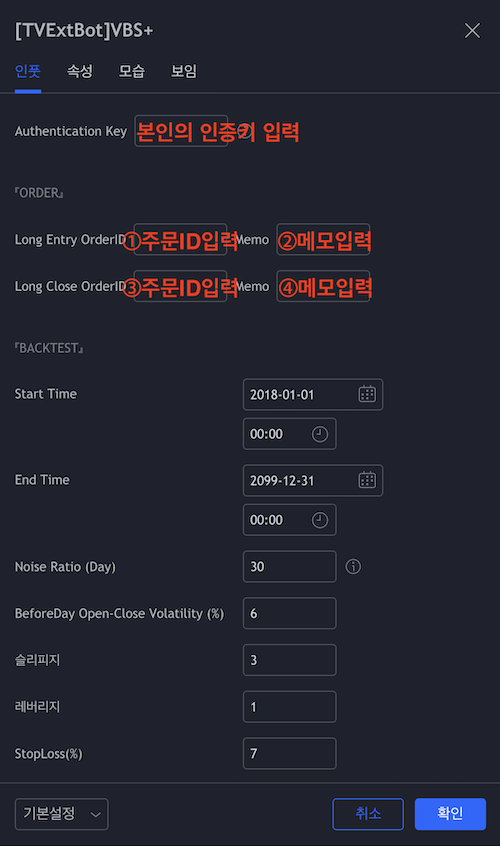 [TVExtBot]VBS+
인풋 속성 모습 보임
Authentication Key 본인의 인증키 입력
『ORDER』
Long Entry OrderID ①주문ID입력 Memo ②메모입력
Long Close OrderID ③주문ID입력 Memo ④메모입력
『BACKTEST』
Start Time 2018-01-01
00:00
End Time 2099-12-31
00:00
Noise Ratio (Day) 30
BeforeDay Open-Close Volatility (%) 6
슬리피지 3
레버리지 1
StopLoss(%) 7
기본설정 취소 확인